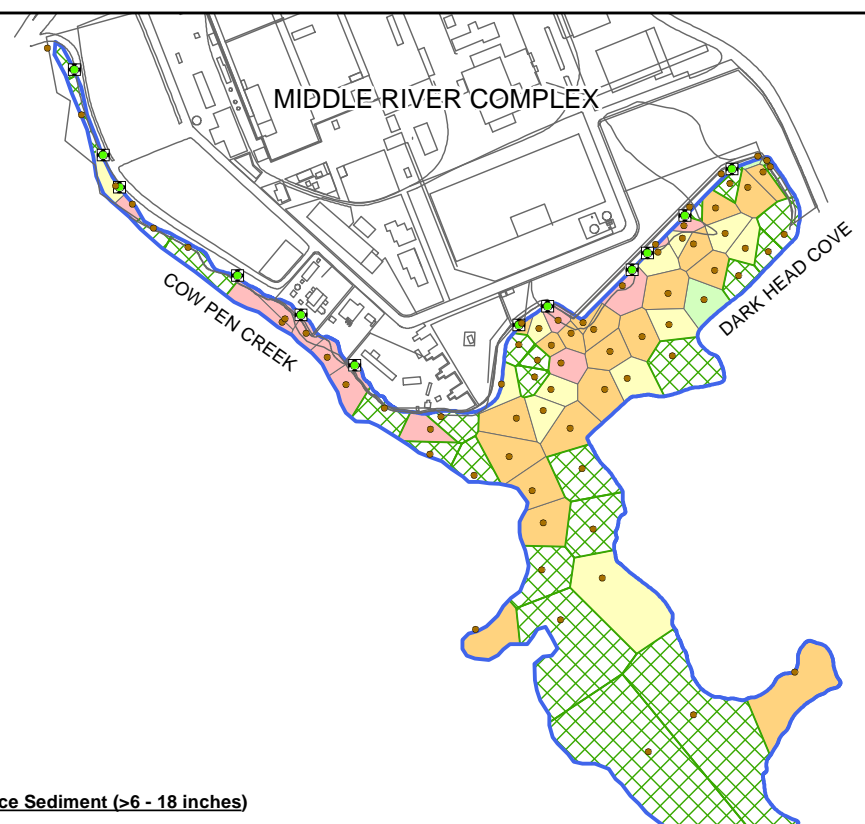 MIDDLE RIVER COMPLEX
COW PEN CREEK
DARK HEAD COVE
ce Sediment (>6 - 18 inches)